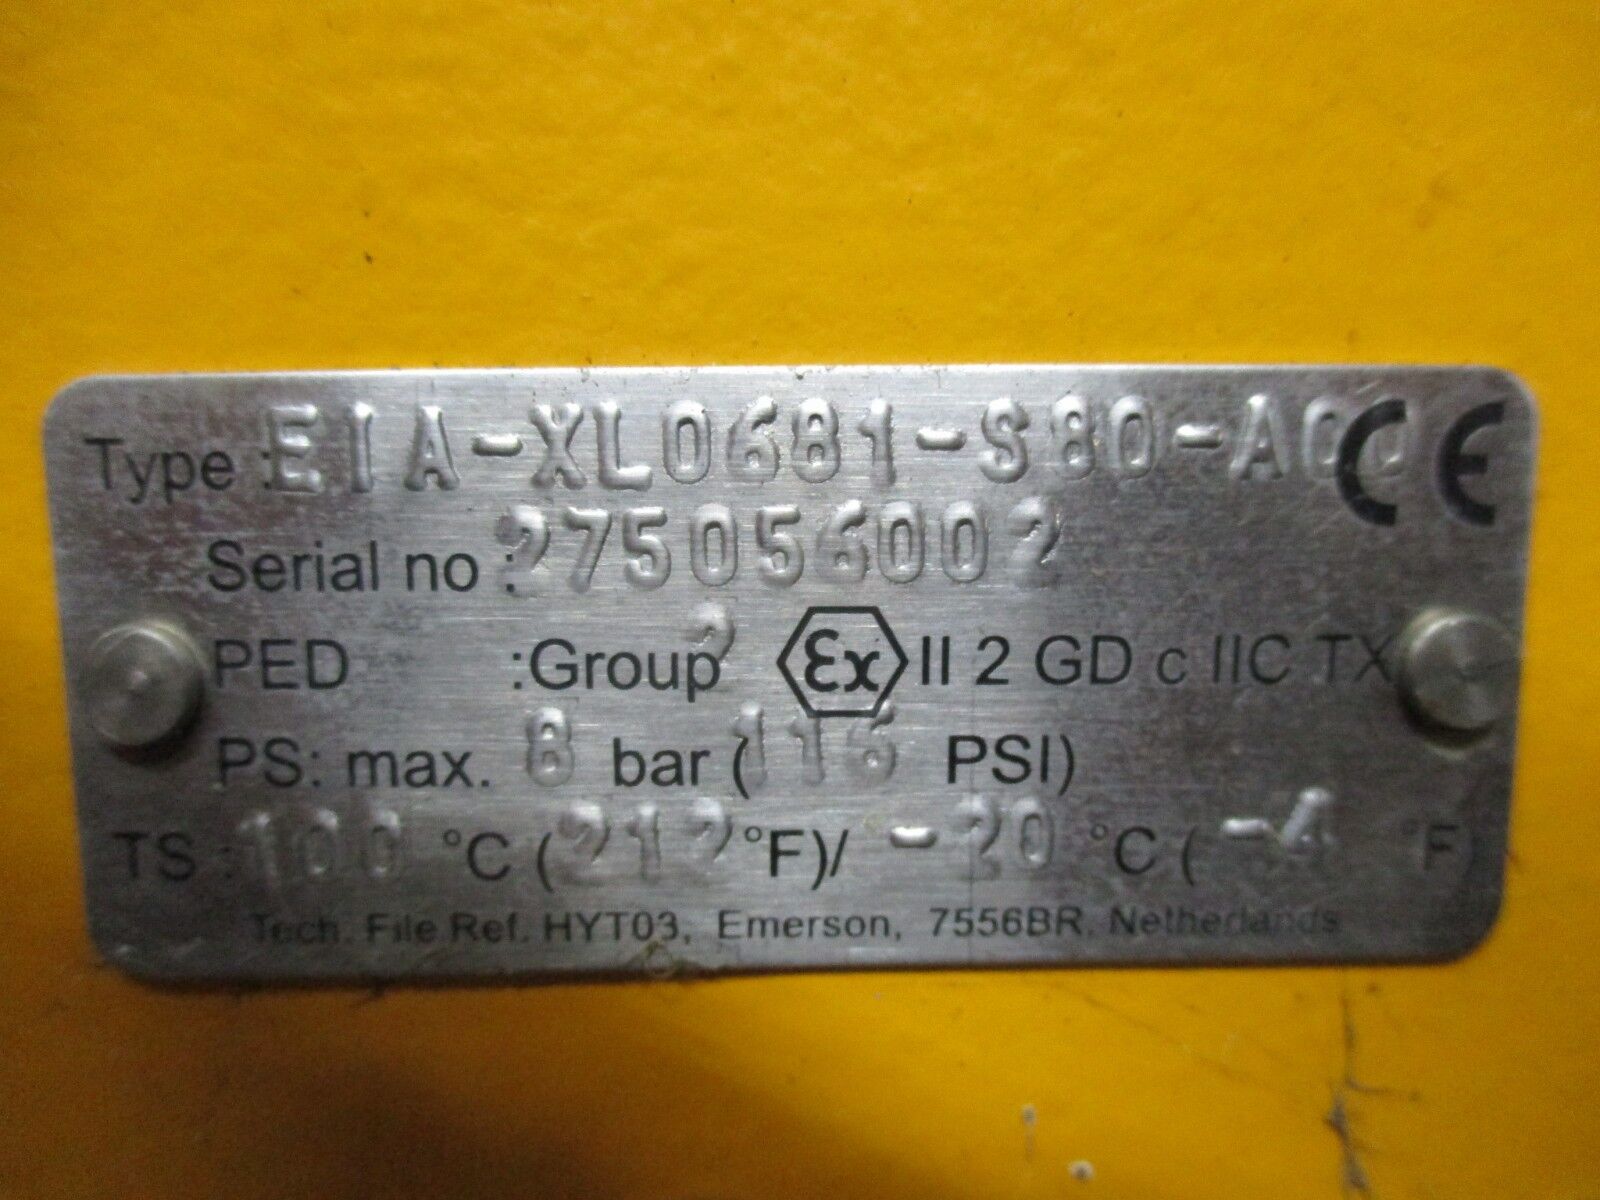 Type : EIA-XL0681-S80-A00 CE
Serial no : 275056002
PED :Group 2 Ex II 2 GD c IIC TX
PS: max. 8 bar (116 PSI)
TS : 100 °C (212 °F)/ -20 °C ( -4 °F)
Tech. File Ref. HYT03, Emerson, 7556BR, Netherlands